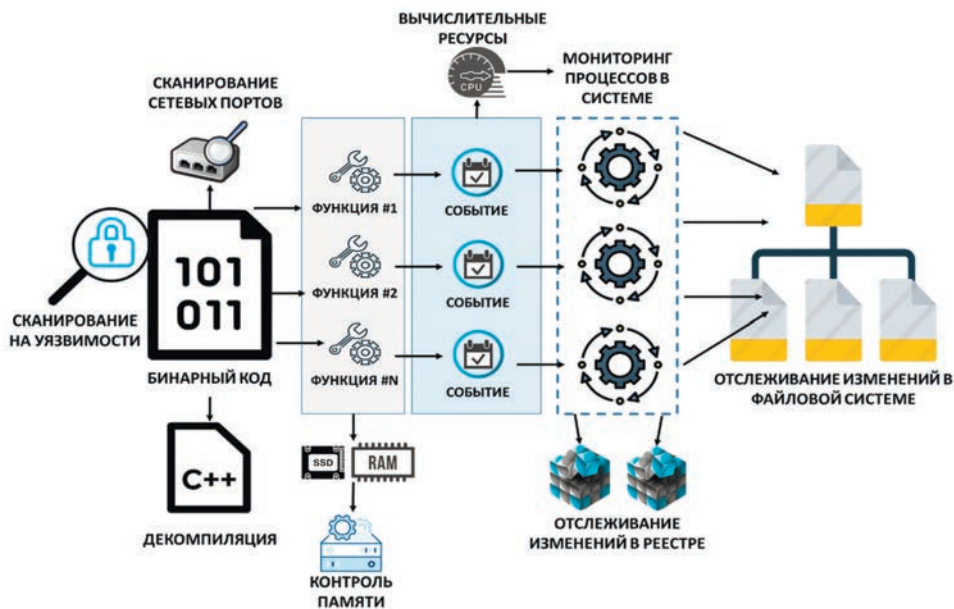 ВЫЧИСЛИТЕЛЬНЫЕ
РЕСУРСЫ
CPU
МОНИТОРИНГ
ПРОЦЕССОВ В
СИСТЕМЕ
СКАНИРОВАНИЕ
СЕТЕВЫХ ПОРТОВ
ФУНКЦИЯ #1
СОБЫТИЕ
101
011
ФУНКЦИЯ #2
СОБЫТИЕ
СКАНИРОВАНИЕ
НА УЯЗВИМОСТИ
БИНАРНЫЙ КОД
ФУНКЦИЯ #N
СОБЫТИЕ
ОТСЛЕЖИВАНИЕ ИЗМЕНЕНИЙ В
ФАЙЛОВОЙ СИСТЕМЕ
C++
ДЕКОМПИЛЯЦИЯ
SSD
RAM
КОНТРОЛЬ
ПАМЯТИ
ОТСЛЕЖИВАНИЕ
ИЗМЕНЕНИЙ В РЕЕСТРЕ